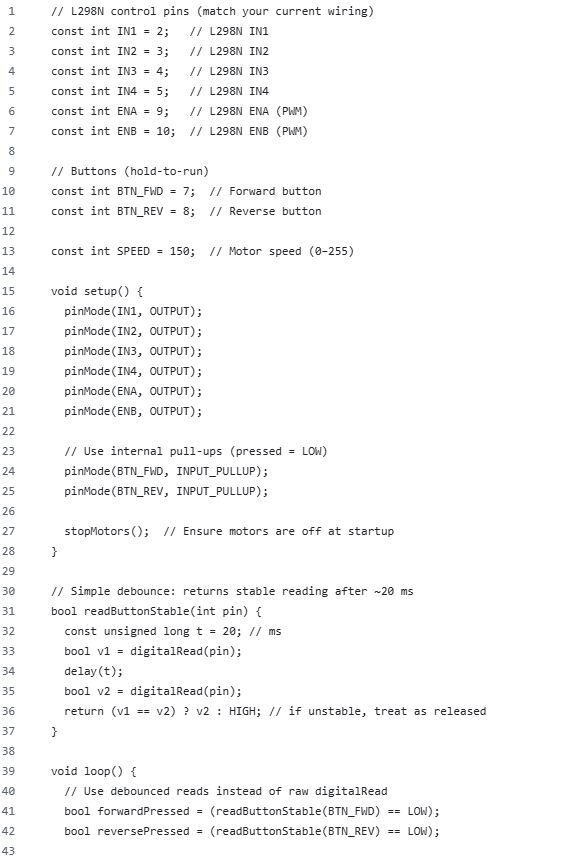 1 // L298N control pins (match your current wiring)
2 const int IN1 = 2;   // L298N IN1
3 const int IN2 = 3;   // L298N IN2
4 const int IN3 = 4;   // L298N IN3
5 const int IN4 = 5;   // L298N IN4
6 const int ENA = 9;   // L298N ENA (PWM)
7 const int ENB = 10;  // L298N ENB (PWM)
8
9 // Buttons (hold-to-run)
10 const int BTN_FWD = 7;  // Forward button
11 const int BTN_REV = 8;  // Reverse button
12
13 const int SPEED = 150;  // Motor speed (0–255)
14
15 void setup() {
16   pinMode(IN1, OUTPUT);
17   pinMode(IN2, OUTPUT);
18   pinMode(IN3, OUTPUT);
19   pinMode(IN4, OUTPUT);
20   pinMode(ENA, OUTPUT);
21   pinMode(ENB, OUTPUT);
22
23   // Use internal pull-ups (pressed = LOW)
24   pinMode(BTN_FWD, INPUT_PULLUP);
25   pinMode(BTN_REV, INPUT_PULLUP);
26
27   stopMotors();  // Ensure motors are off at startup
28 }
29
30 // Simple debounce: returns stable reading after ~20 ms
31 bool readButtonStable(int pin) {
32   const unsigned long t = 20; // ms
33   bool v1 = digitalRead(pin);
34   delay(t);
35   bool v2 = digitalRead(pin);
36   return (v1 == v2) ? v2 : HIGH; // if unstable, treat as released
37 }
38
39 void loop() {
40   // Use debounced reads instead of raw digitalRead
41   bool forwardPressed = (readButtonStable(BTN_FWD) == LOW);
42   bool reversePressed = (readButtonStable(BTN_REV) == LOW);
43